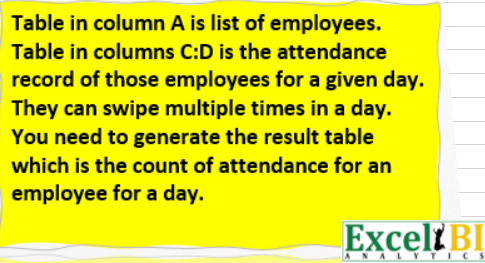 Table in column A is list of employees.
Table in columns C:D is the attendance
record of those employees for a given day.
They can swipe multiple times in a day.
You need to generate the result table
which is the count of attendance for an
employee for a day.
Excel BI
ANALYTICS